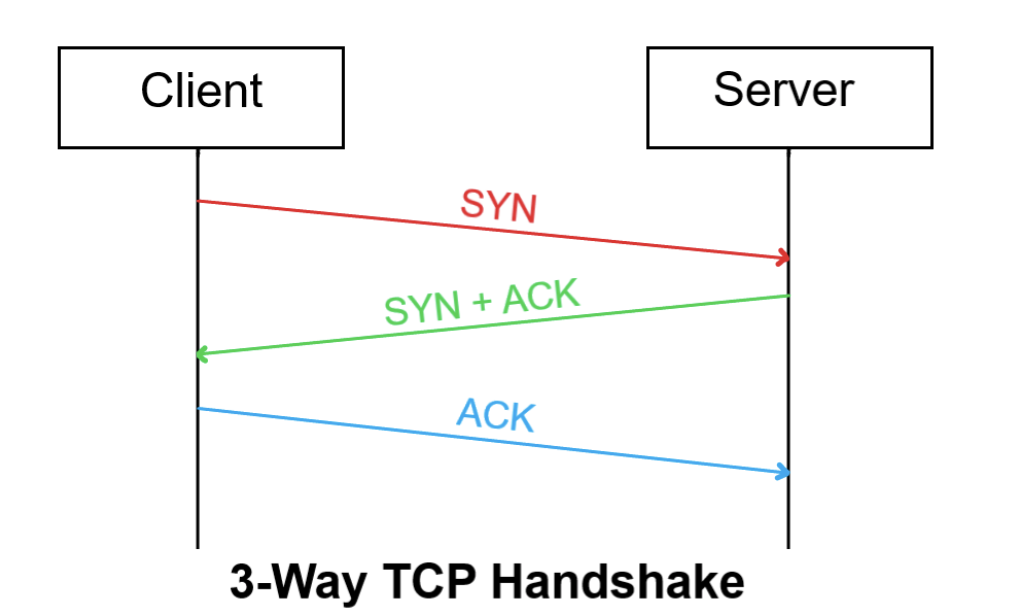 Client
Server
SYN
SYN + ACK
ACK
3-Way TCP Handshake